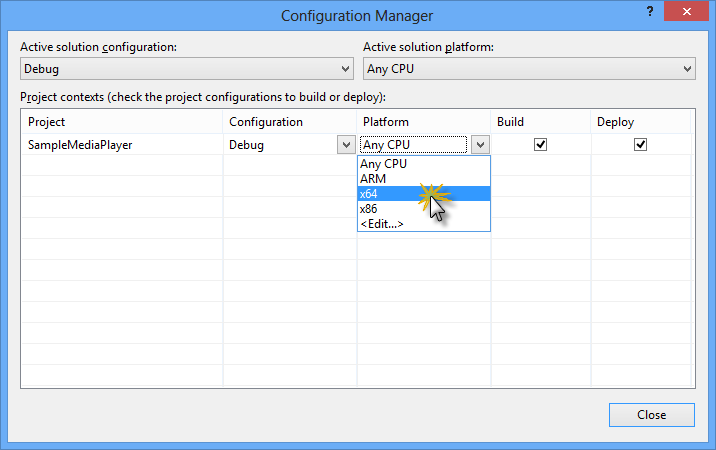 Configuration Manager
?
Active solution configuration: Active solution platform:
Debug Any CPU
Project contexts (check the project configurations to build or deploy):
Project Configuration Platform Build Deploy
SampleMediaPlayer Debug Any CPU
Any CPU
ARM
x64
x86
<Edit...>
Close